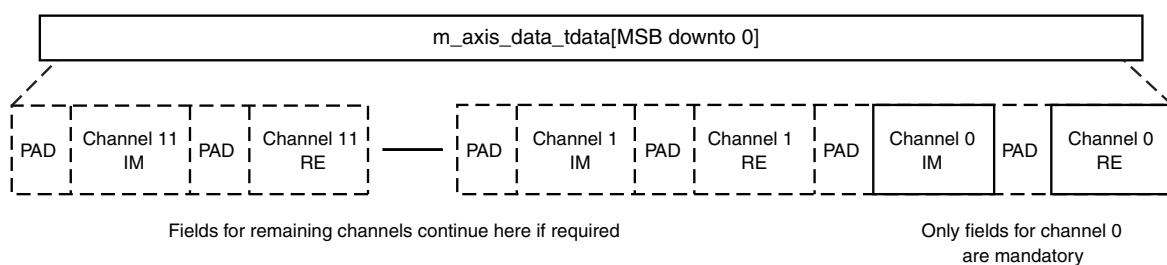 m_axis_data_tdata[MSB downto 0]
PAD
Channel 11
IM
PAD
Channel 11
RE
PAD
Channel 1
IM
PAD
Channel 1
RE
PAD
Channel 0
IM
PAD
Channel 0
RE
Fields for remaining channels continue here if required
Only fields for channel 0
are mandatory